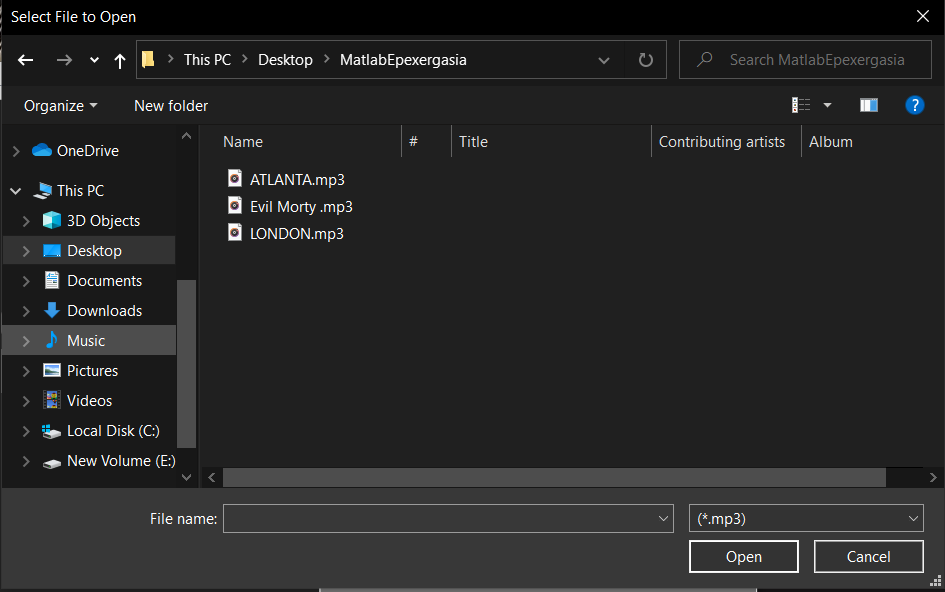 Select File to Open
This PC > Desktop > MatlabEpexergasia
Search MatlabEpexergasia
Organize
New folder
?
OneDrive
This PC
3D Objects
Desktop
Documents
Downloads
Music
Pictures
Videos
Local Disk (C:)
New Volume (E:)
Name # Title Contributing artists Album
ATLANTA.mp3
Evil Morty .mp3
LONDON.mp3
File name:
(*.mp3)
Open Cancel